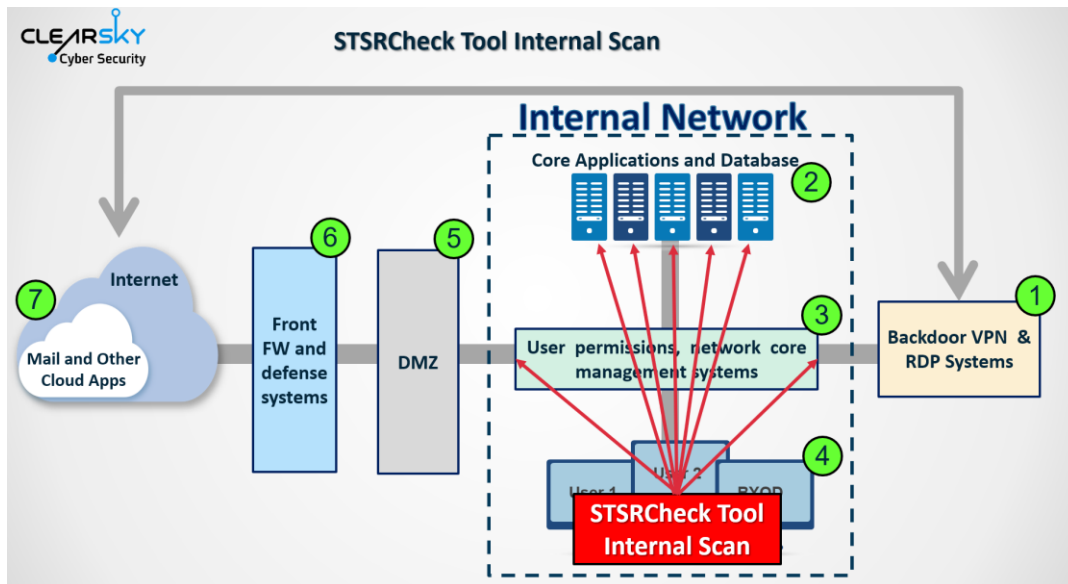 CLEARSKY
Cyber Security
STSRCheck Tool Internal Scan
Internal Network
Core Applications and Database
2
6
5
7
Internet
Mail and Other
Cloud Apps
Front
FW and
defense
systems
DMZ
3
User permissions, network core
management systems
1
Backdoor VPN &
RDP Systems
4
User 2
User 1
BYOD
STSRCheck Tool
Internal Scan